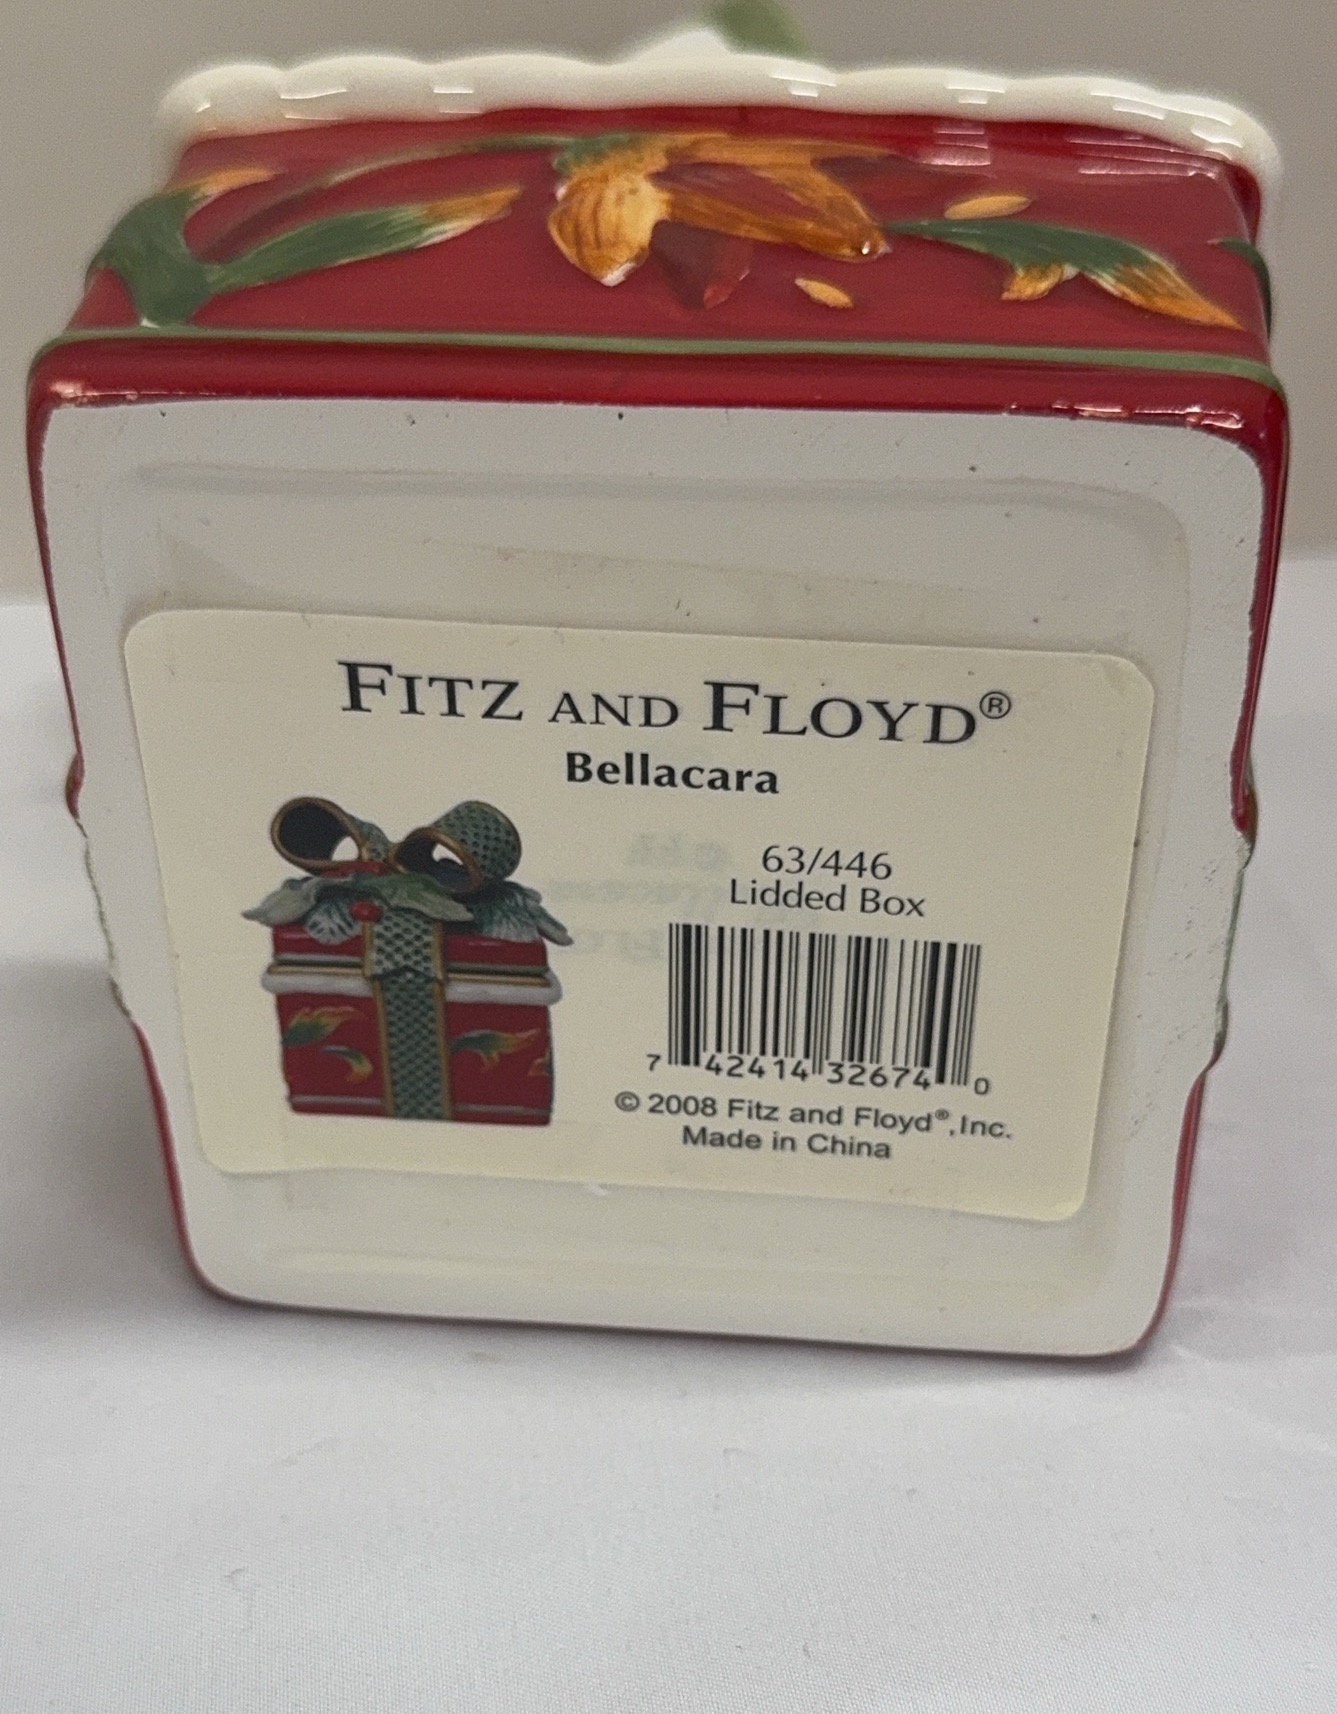 FITZ AND FLOYD®
Bellacara
63/446
Lidded Box
7 42414 32674 0
© 2008 Fitz and Floyd®, Inc.
Made in China